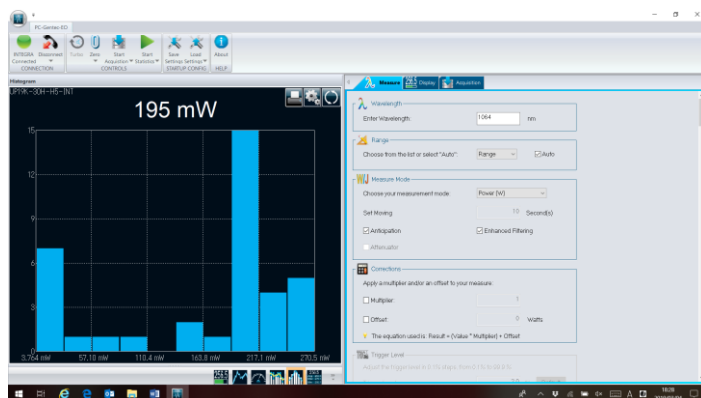 PC-Gentec-EO
INTEGRA Disconnect Turbo Zero Start Start Save Load About
Connected Acquisition Statistics Settings Settings
CONNECTION CONTROLS STARTUP CONFIG HELP
Histogram
UP19K-30H-H5-INT
195 mW
15
12
9
6
3
3.764 mW 57.10 mW 110.4 mW 163.8 mW 217.1 mW 270.5 mW
Measure Display Acquisition
Wavelength
Enter Wavelength: 1064 nm
Range
Choose from the list or select "Auto": Range Auto
Measure Mode
Choose your measurement mode: Power (W)
Set Moving 10 Second(s)
Anticipation Enhanced Filtering
Attenuator
Corrections
Apply a multiplier and/or an offset to your measure:
Multiplier: 1
Offset: 0 Watts
The equation used is: Result = (Value * Multiplier) + Offset
Trigger Level
16:28